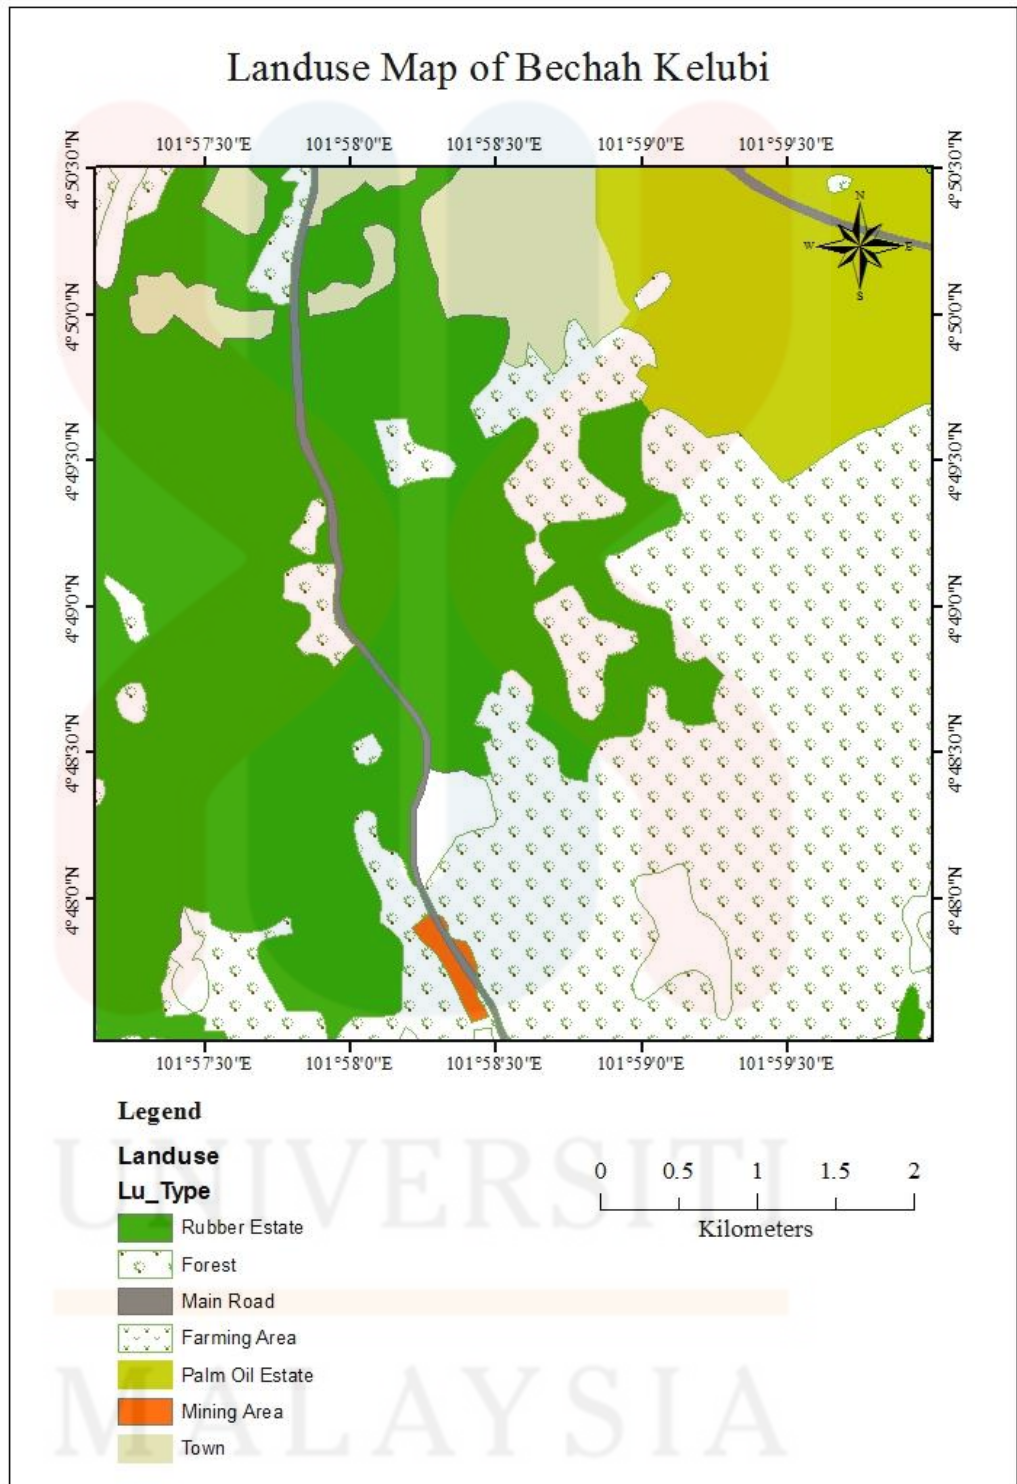 Landuse Map of Bechah Kelubi
101°57'30"E 101°58'0"E 101°58'30"E 101°59'0"E 101°59'30"E
4°50'30"N 4°50'30"N
N
W E
S
4°50'0"N 4°50'0"N
4°49'30"N 4°49'30"N
4°49'0"N 4°49'0"N
4°48'30"N 4°48'30"N
4°48'0"N 4°48'0"N
101°57'30"E 101°58'0"E 101°58'30"E 101°59'0"E 101°59'30"E
Legend
UNIVERSITI
Landuse
Lu_Type
0 0.5 1 1.5 2
Kilometers
Rubber Estate
Forest
Main Road
Farming Area
Palm Oil Estate
MALAYSIA
Mining Area
Town